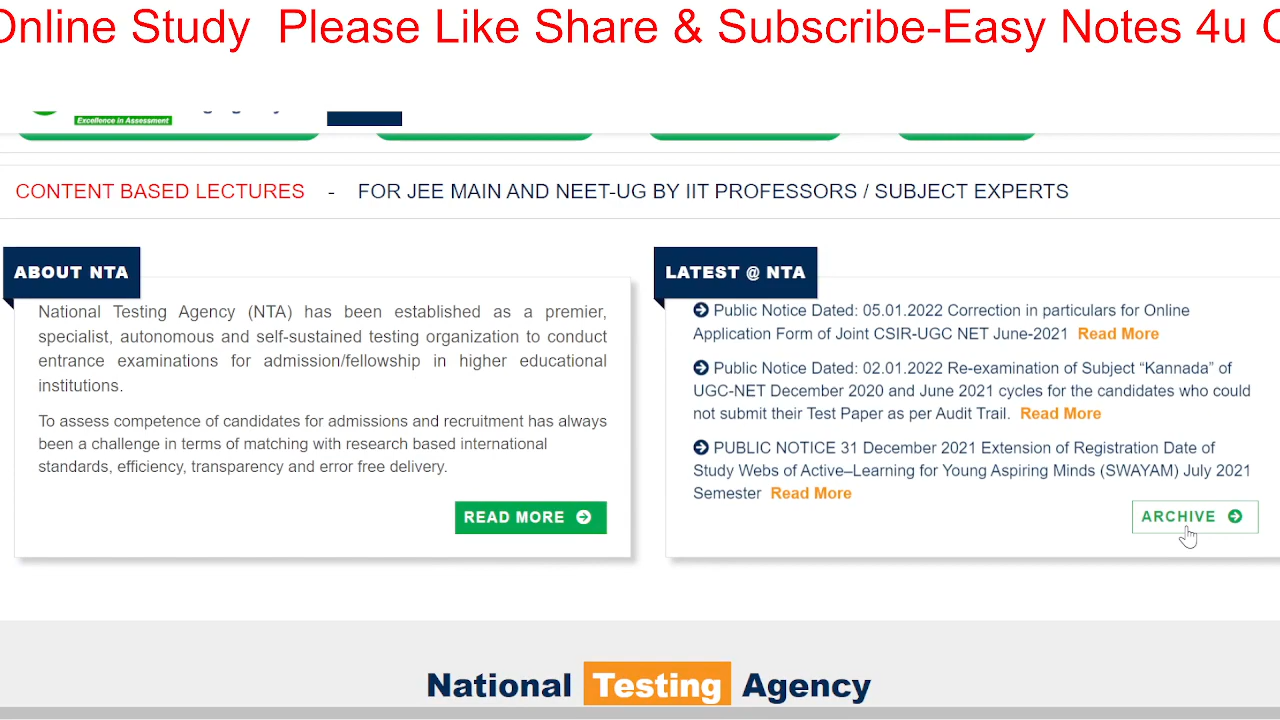 Online Study  Please Like Share & Subscribe-Easy Notes 4u
Excellence in Assessment
CONTENT BASED LECTURES - FOR JEE MAIN AND NEET-UG BY IIT PROFESSORS / SUBJECT EXPERTS
ABOUT NTA
National Testing Agency (NTA) has been established as a premier,
specialist, autonomous and self-sustained testing organization to conduct
entrance examinations for admission/fellowship in higher educational
institutions.
To assess competence of candidates for admissions and recruitment has always
been a challenge in terms of matching with research based international
standards, efficiency, transparency and error free delivery.
READ MORE
LATEST @ NTA
Public Notice Dated: 05.01.2022 Correction in particulars for Online
Application Form of Joint CSIR-UGC NET June-2021 Read More
Public Notice Dated: 02.01.2022 Re-examination of Subject “Kannada” of
UGC-NET December 2020 and June 2021 cycles for the candidates who could
not submit their Test Paper as per Audit Trail. Read More
PUBLIC NOTICE 31 December 2021 Extension of Registration Date of
Study Webs of Active–Learning for Young Aspiring Minds (SWAYAM) July 2021
Semester Read More
ARCHIVE
National Testing Agency